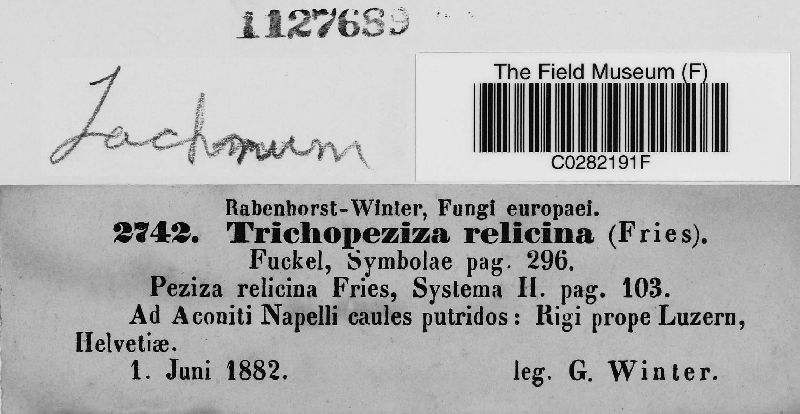 1127689
Lachnum
The Field Museum (F)
C0282191F
Rabenhorst-Winter, Fungi europaei.
2742. Trichopeziza relicina (Fries).
Fuckel, Symbolae pag. 296.
Peziza relicina Fries, Systema II. pag. 103.
Ad Aconiti Napelli caules putridos: Rigi prope Luzern,
Helvetiæ.
1. Juni 1882. leg. G. Winter.